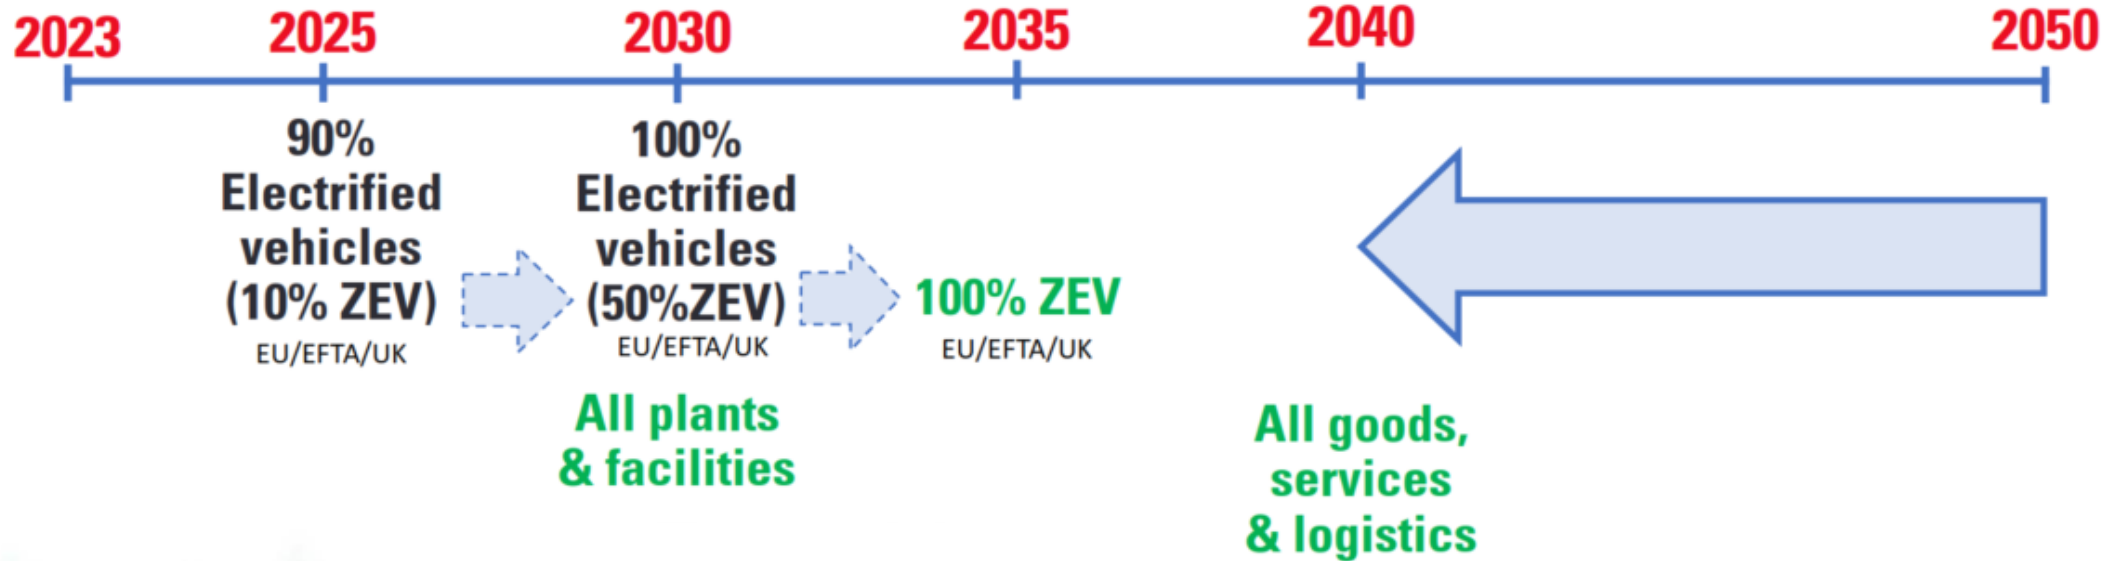 2023
2025
2030
2035
2040
2050
90%
Electrified
vehicles
(10% ZEV)
EU/EFTA/UK
100%
Electrified
vehicles
(50%ZEV)
EU/EFTA/UK
All plants
& facilities
100% ZEV
EU/EFTA/UK
All goods,
services
& logistics